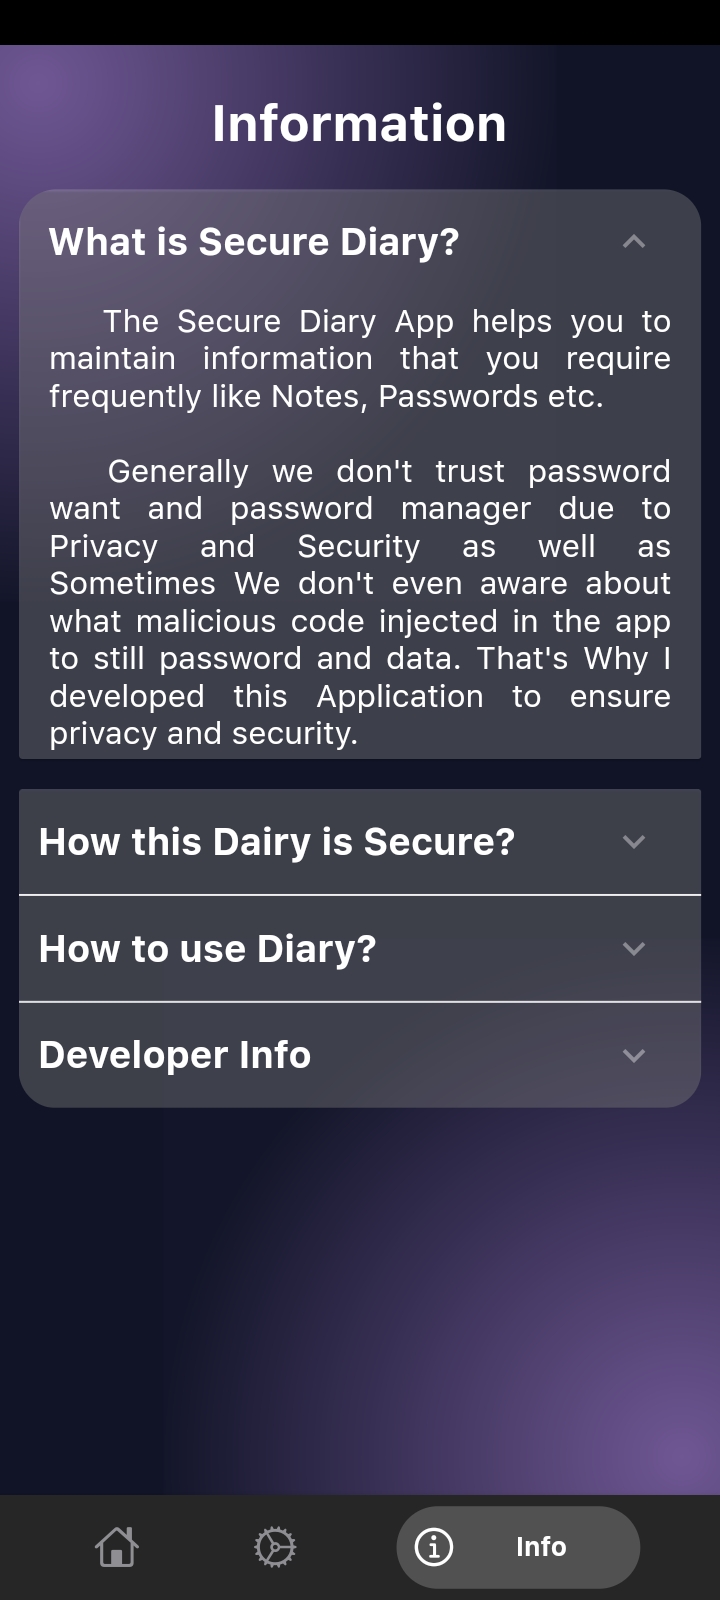 Information
What is Secure Diary?
The Secure Diary App helps you to
maintain information that you require
frequently like Notes, Passwords etc.
Generally we don't trust password
want and password manager due to
Privacy and Security as well as
Sometimes We don't even aware about
what malicious code injected in the app
to still password and data. That's Why I
developed this Application to ensure
privacy and security.
How this Dairy is Secure?
How to use Diary?
Developer Info
Info